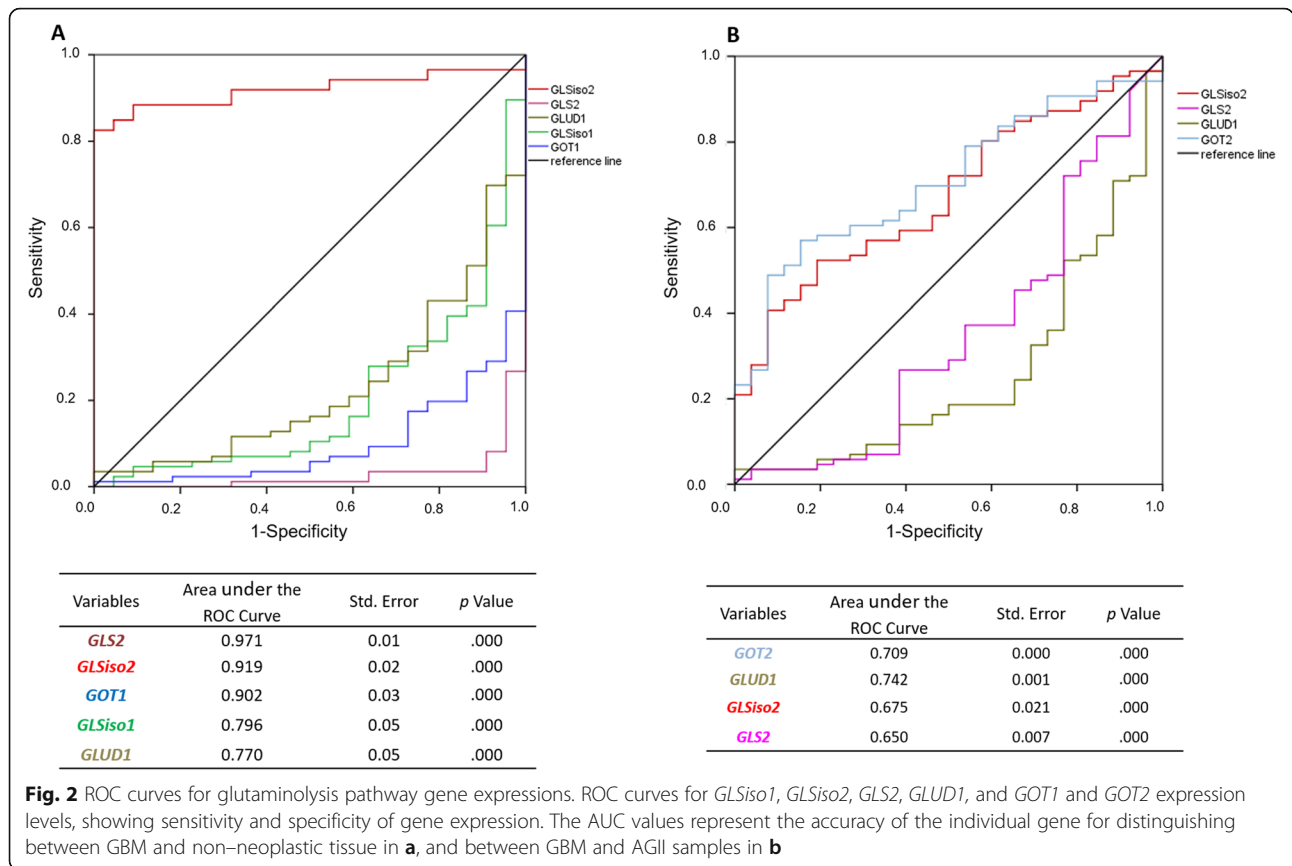 A
1.0
0.8
0.6
0.4
0.2
0.0
Sensitivity
0.0 0.2 0.4 0.6 0.8 1.0
1-Specificity
GLSiso2
GLS2
GLUD1
GLSiso1
GOT1
reference line
B
1.0
0.8
0.6
0.4
0.2
0.0
Sensitivity
0.0 0.2 0.4 0.6 0.8 1.0
1-Specificity
GLSiso2
GLS2
GLUD1
GOT2
reference line
Variables Area under the ROC Curve Std. Error p Value
GLS2 0.971 0.01 .000
GLSiso2 0.919 0.02 .000
GOT1 0.902 0.03 .000
GLSiso1 0.796 0.05 .000
GLUD1 0.770 0.05 .000
Variables Area under the ROC Curve Std. Error p Value
GOT2 0.709 0.000 .000
GLUD1 0.742 0.001 .000
GLSiso2 0.675 0.021 .000
GLS2 0.650 0.007 .000
Fig. 2 ROC curves for glutaminolysis pathway gene expressions. ROC curves for GLSiso1, GLSiso2, GLS2, GLUD1, and GOT1 and GOT2 expression
levels, showing sensitivity and specificity of gene expression. The AUC values represent the accuracy of the individual gene for distinguishing
between GBM and non–neoplastic tissue in a, and between GBM and AGII samples in b